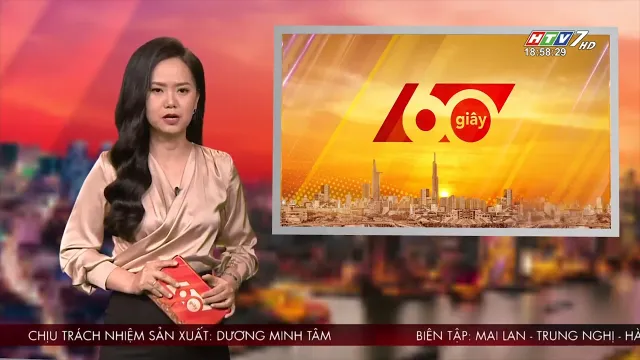 HTV7 HD
18:58:29
60 giây
60
CHỊU TRÁCH NHIỆM SẢN XUẤT: DƯƠNG MINH TÂM
BIÊN TẬP: MAI LAN - TRUNG NGHỊ - HÀ